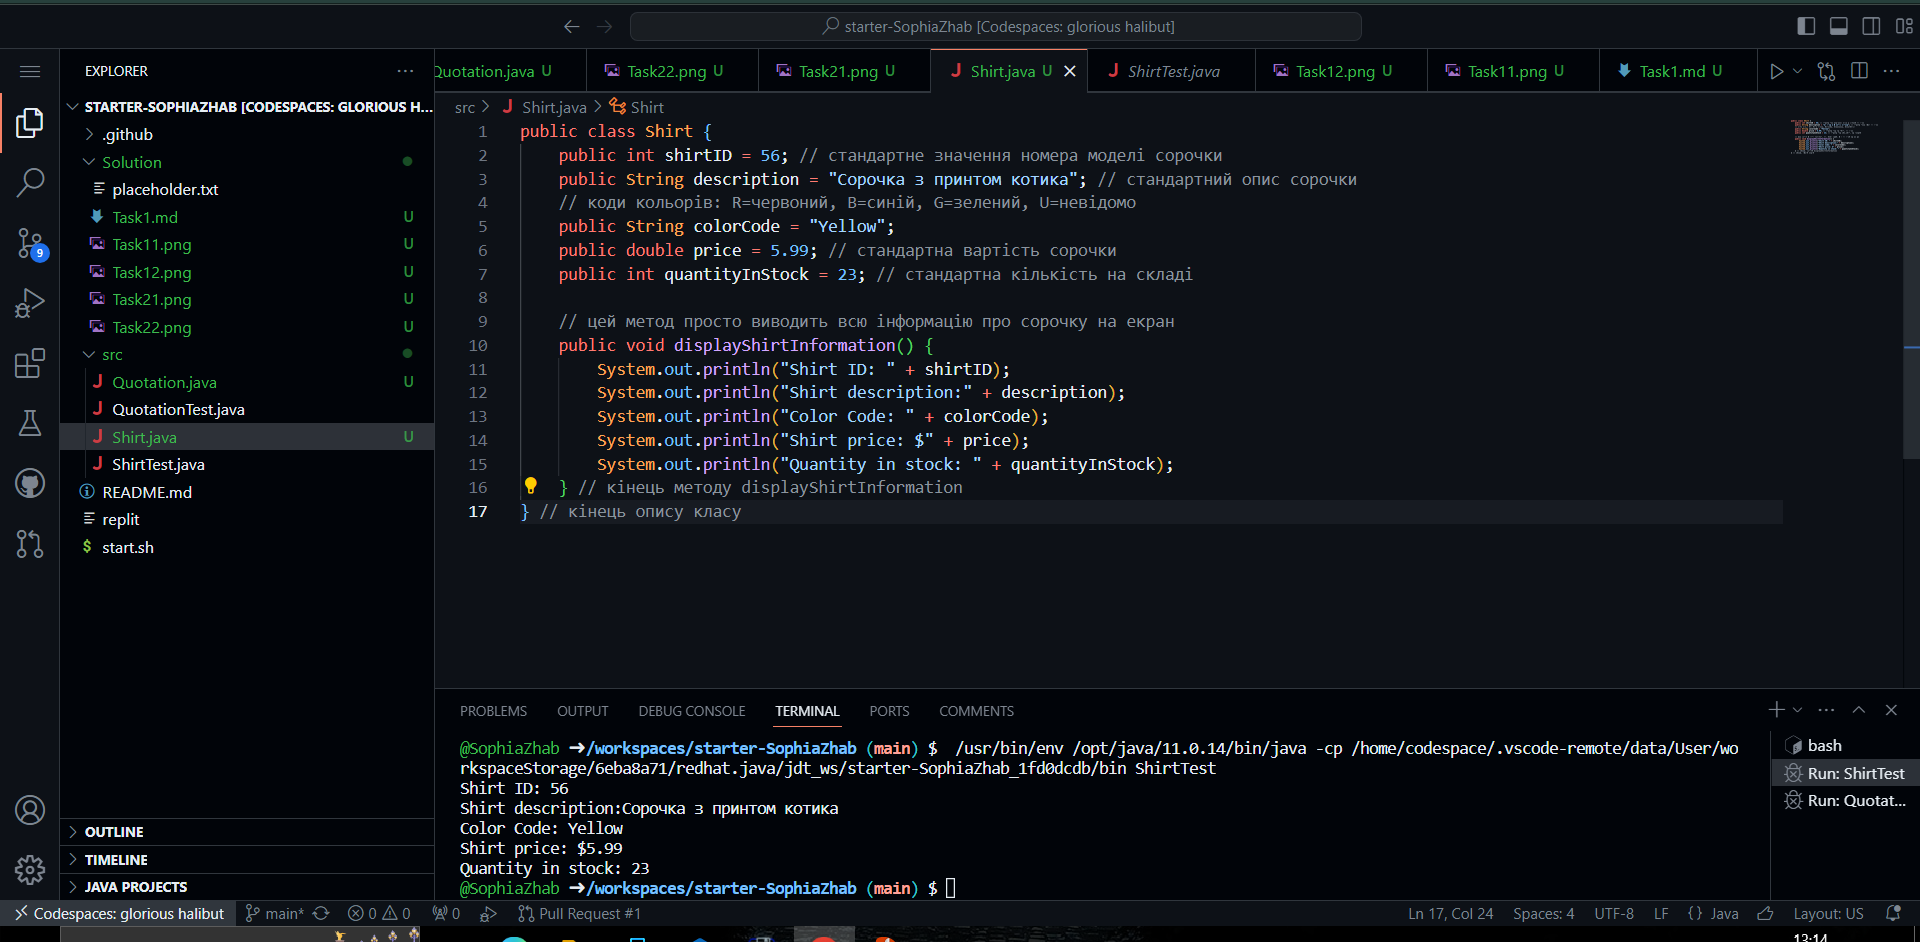 starter-SophiaZhab [Codespaces: glorious halibut]
EXPLORER
Quotation.java U
Task22.png U
Task21.png U
Shirt.java U
ShirtTest.java
Task12.png U
Task11.png U
Task1.md U
STARTER-SOPHIAZHAB [CODESPACES: GLORIOUS H...
.github
Solution
placeholder.txt
Task1.md U
Task11.png U
Task12.png U
Task21.png U
Task22.png U
src
Quotation.java U
QuotationTest.java
Shirt.java U
ShirtTest.java
README.md
replit
$ start.sh
9
OUTLINE
TIMELINE
JAVA PROJECTS
src > J Shirt.java > Shirt
1 public class Shirt {
2 public int shirtID = 56; // стандартне значення номера моделі сорочки
3 public String description = "Сорочка з принтом котика"; // стандартний опис сорочки
4 // коди кольорів: R=червоний, B=синій, G=зелений, U=невідомо
5 public String colorCode = "Yellow";
6 public double price = 5.99; // стандартна вартість сорочки
7 public int quantityInStock = 23; // стандартна кількість на складі
8
9 // цей метод просто виводить всю інформацію про сорочку на екран
10 public void displayShirtInformation() {
11 System.out.println("Shirt ID: " + shirtID);
12 System.out.println("Shirt description:" + description);
13 System.out.println("Color Code: " + colorCode);
14 System.out.println("Shirt price: $" + price);
15 System.out.println("Quantity in stock: " + quantityInStock);
16 } // кінець методу displayShirtInformation
17 } // кінець опису класу
PROBLEMS OUTPUT DEBUG CONSOLE TERMINAL PORTS COMMENTS
@SophiaZhab ➜/workspaces/starter-SophiaZhab (main) $ /usr/bin/env /opt/java/11.0.14/bin/java -cp /home/codespace/.vscode-remote/data/User/wo
rkspaceStorage/6eba8a71/redhat.java/jdt_ws/starter-SophiaZhab_1fd0dcdb/bin ShirtTest
Shirt ID: 56
Shirt description:Сорочка з принтом котика
Color Code: Yellow
Shirt price: $5.99
Quantity in stock: 23
@SophiaZhab ➜/workspaces/starter-SophiaZhab (main) $
bash
Run: ShirtTest
Run: Quotat...
Codespaces: glorious halibut main* 0 0 0 Pull Request #1 Ln 17, Col 24 Spaces: 4 UTF-8 LF {} Java Layout: US
13:14